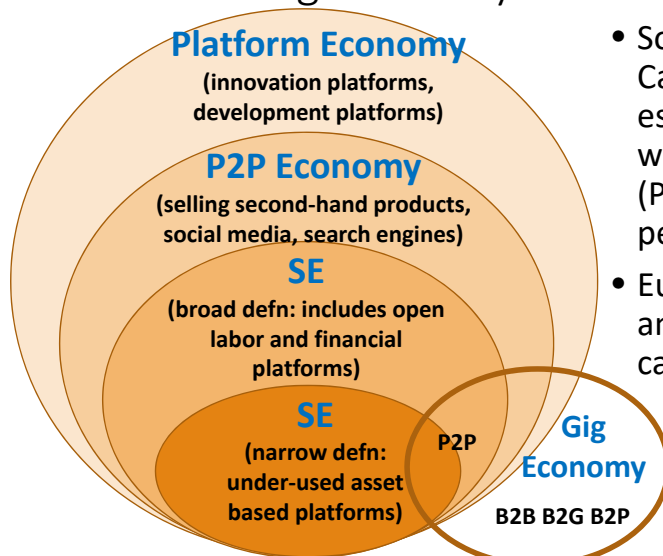 Platform Economy
(innovation platforms,
development platforms)
P2P Economy
(selling second-hand products,
social media, search engines)
SE
(broad defn: includes open
labor and financial
platforms)
SE
(narrow defn:
under-used asset
based platforms)
P2P
Gig
Economy
B2B B2G B2P